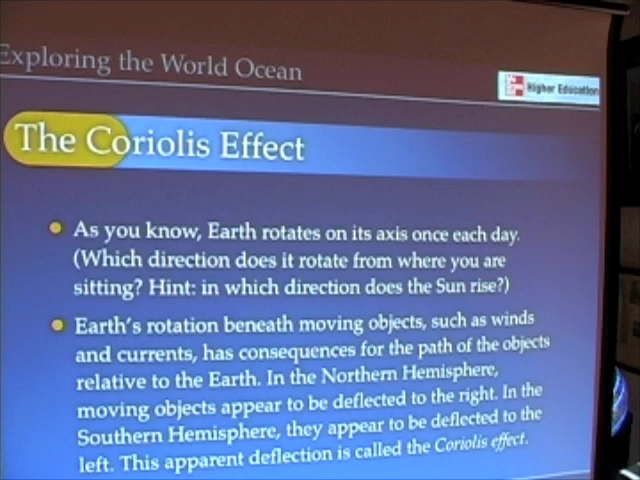 Exploring the World Ocean
Higher Education
The Coriolis Effect
As you know, Earth rotates on its axis once each day.
(Which direction does it rotate from where you are
sitting? Hint: in which direction does the Sun rise?)
Earth's rotation beneath moving objects, such as winds
and currents, has consequences for the path of the objects
relative to the Earth. In the Northern Hemisphere,
moving objects appear to be deflected to the right. In the
Southern Hemisphere, they appear to be deflected to the
left. This apparent deflection is called the Coriolis effect.